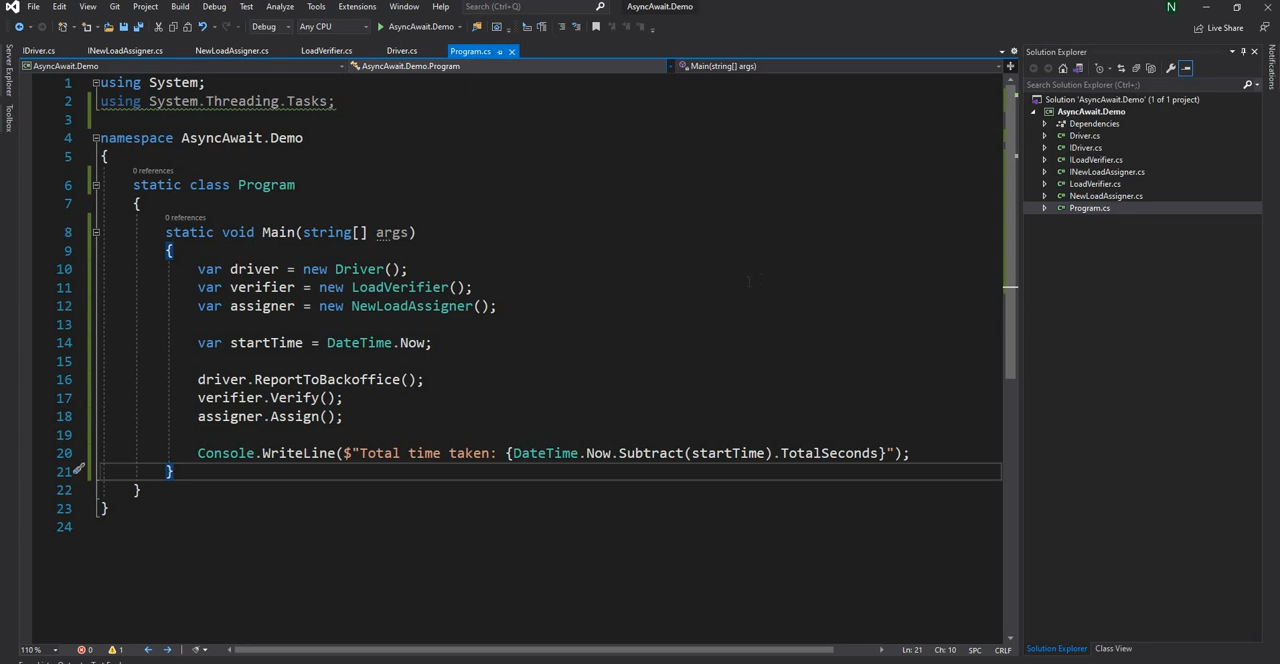 File Edit View Git Project Build Debug Test Analyze Tools Extensions Window Help Search (Ctrl+Q) AsyncAwait.Demo N
Debug Any CPU AsyncAwait.Demo Live Share
IDriver.cs INewLoadAssigner.cs NewLoadAssigner.cs LoadVerifier.cs Driver.cs Program.cs
AsyncAwait.Demo AsyncAwait.Demo.Program Main(string[] args)
Server Explorer
Toolbox
1 using System;
2 using System.Threading.Tasks;
3
4 namespace AsyncAwait.Demo
5 {
0 references
6 static class Program
7 {
0 references
8 static void Main(string[] args)
9 {
10 var driver = new Driver();
11 var verifier = new LoadVerifier();
12 var assigner = new NewLoadAssigner();
13
14 var startTime = DateTime.Now;
15
16 driver.ReportToBackoffice();
17 verifier.Verify();
18 assigner.Assign();
19
20 Console.WriteLine($"Total time taken: {DateTime.Now.Subtract(startTime).TotalSeconds}");
21 }
22 }
23 }
24
110 % 0 1 Ln: 21 Ch: 10 SPC CRLF
Solution Explorer
Search Solution Explorer (Ctrl+;)
Solution 'AsyncAwait.Demo' (1 of 1 project)
AsyncAwait.Demo
Dependencies
Driver.cs
IDriver.cs
ILoadVerifier.cs
INewLoadAssigner.cs
LoadVerifier.cs
NewLoadAssigner.cs
Program.cs
Solution Explorer Class View
Notifications